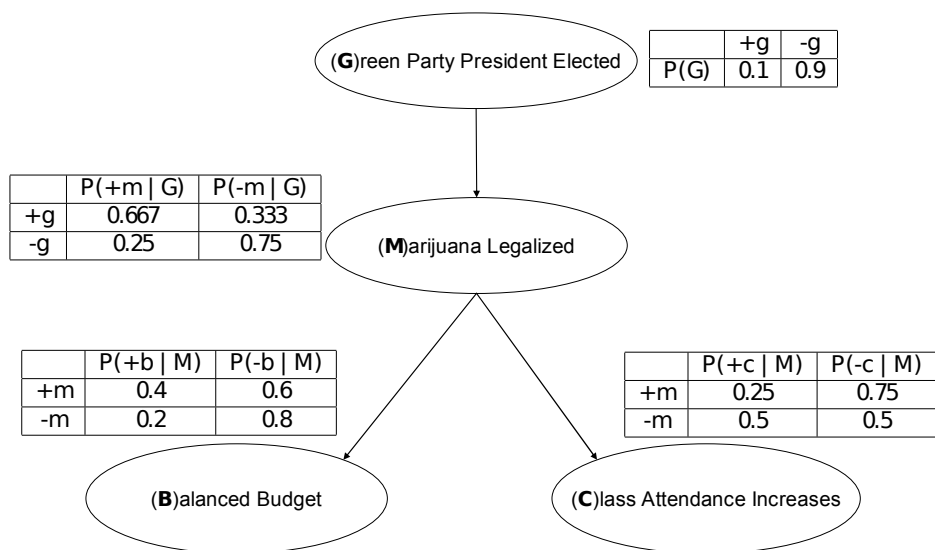 (G)reen Party President Elected
+g -g
P(G) 0.1 0.9
P(+m | G) P(-m | G)
+g 0.667 0.333
-g 0.25 0.75
(M)arijuana Legalized
P(+b | M) P(-b | M)
+m 0.4 0.6
-m 0.2 0.8
P(+c | M) P(-c | M)
+m 0.25 0.75
-m 0.5 0.5
(B)alanced Budget
(C)lass Attendance Increases